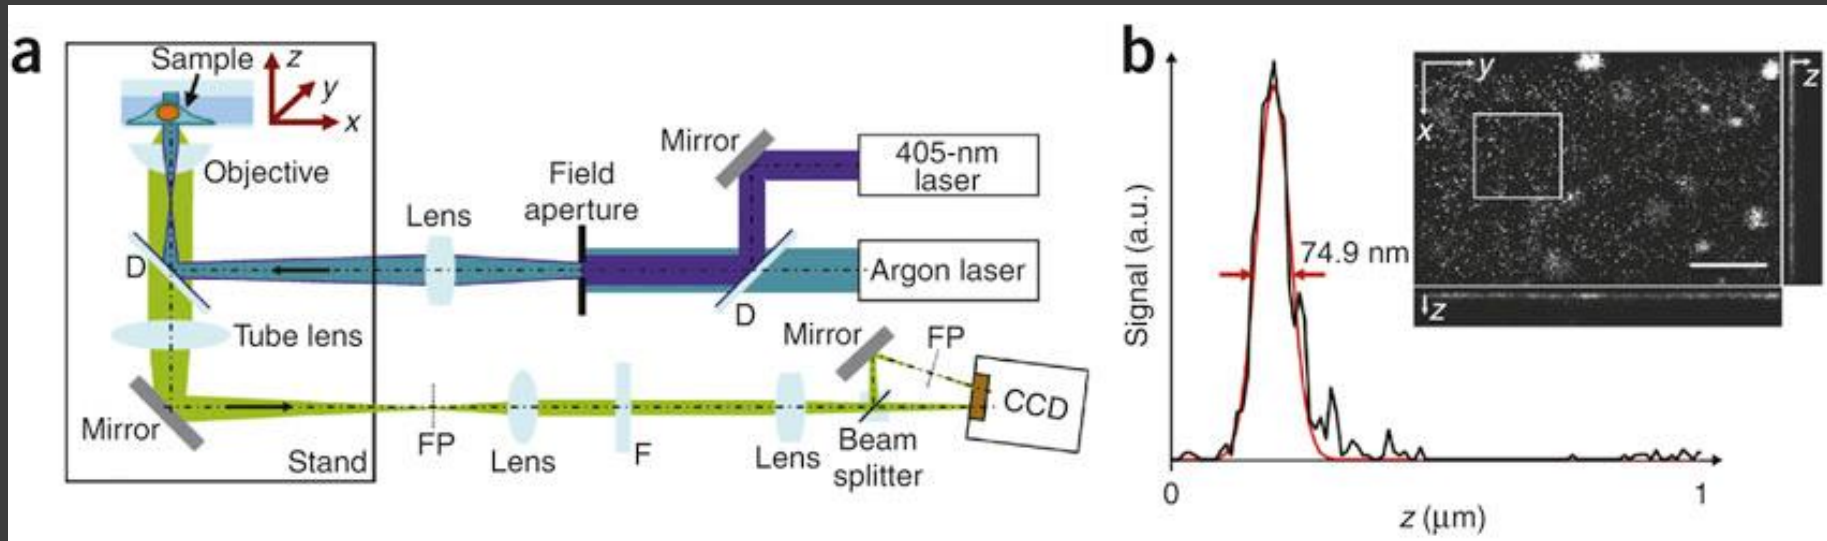 a
Sample
z
y
x
Objective
Mirror
405-nm
laser
Field
aperture
Lens
D
Argon laser
D
Tube lens
Mirror
FP
CCD
Mirror
Stand
FP
Lens
F
Lens
Beam
splitter
b
Signal (a.u.)
74.9 nm
0
1
z (μm)
y
x
z
z